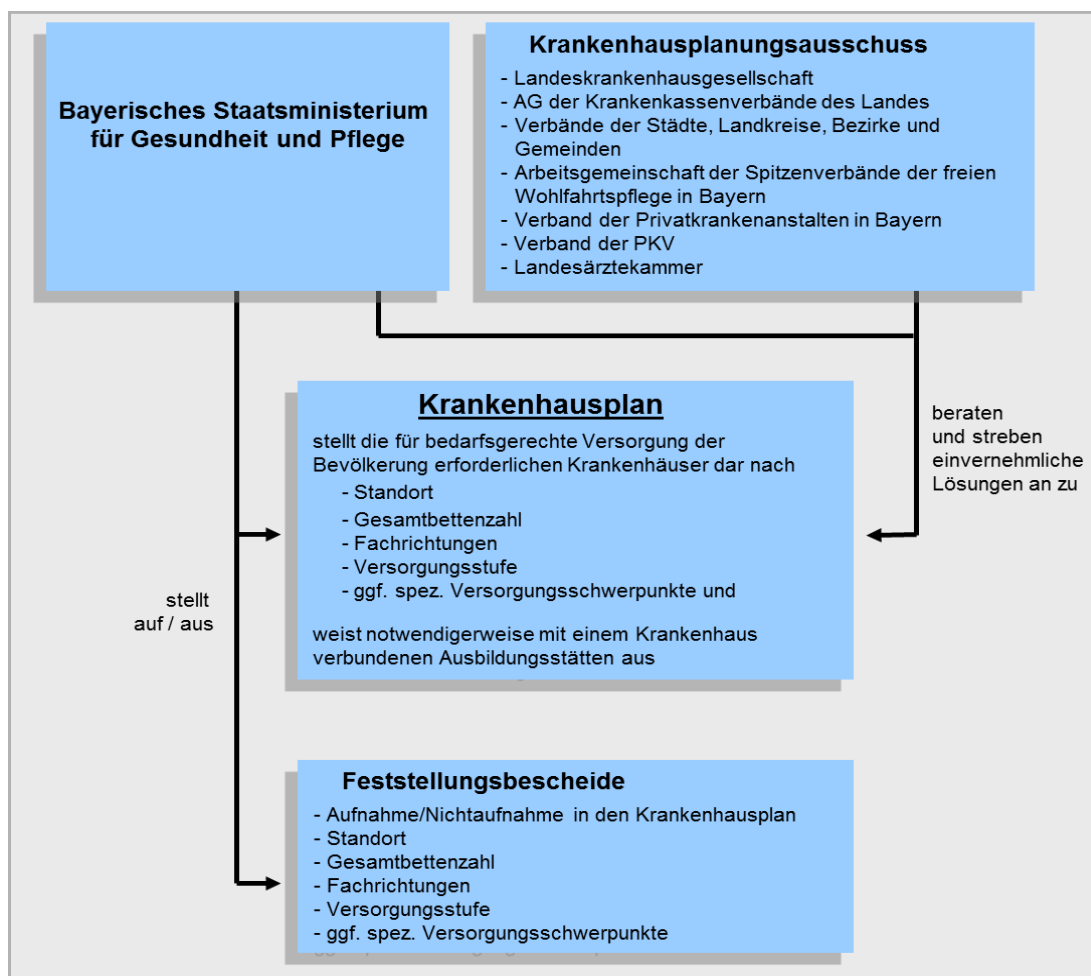 Bayerisches Staatsministerium
für Gesundheit und Pflege
Krankenhausplanungsausschuss
- Landeskrankenhausgesellschaft
- AG der Krankenkassenverbände des Landes
- Verbände der Städte, Landkreise, Bezirke und
Gemeinden
- Arbeitsgemeinschaft der Spitzenverbände der freien
Wohlfahrtspflege in Bayern
- Verband der Privatkrankenanstalten in Bayern
- Verband der PKV
- Landesärztekammer
Krankenhausplan
stellt die für bedarfsgerechte Versorgung der
Bevölkerung erforderlichen Krankenhäuser dar nach
- Standort
- Gesamtbettenzahl
- Fachrichtungen
- Versorgungsstufe
- ggf. spez. Versorgungsschwerpunkte und
weist notwendigerweise mit einem Krankenhaus
verbundenen Ausbildungsstätten aus
beraten
und streben
einvernehmliche
Lösungen an zu
stellt
auf / aus
Feststellungsbescheide
- Aufnahme/Nichtaufnahme in den Krankenhausplan
- Standort
- Gesamtbettenzahl
- Fachrichtungen
- Versorgungsstufe
- ggf. spez. Versorgungsschwerpunkte